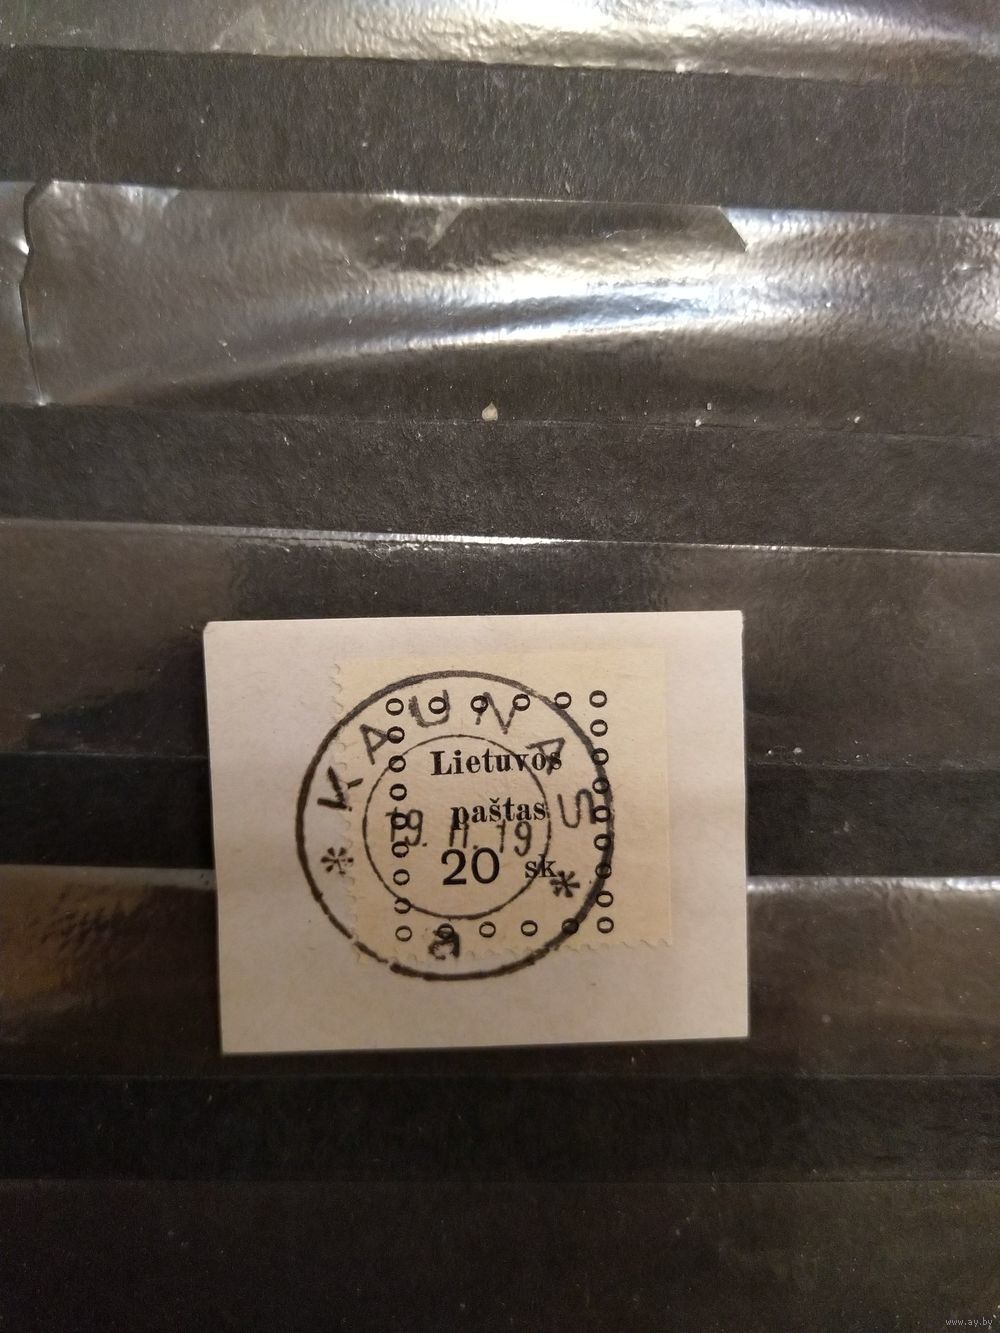 KAUNAS
Lietuvos
paštas
19. II. 19
20 sk.
* a *
www.ay.by